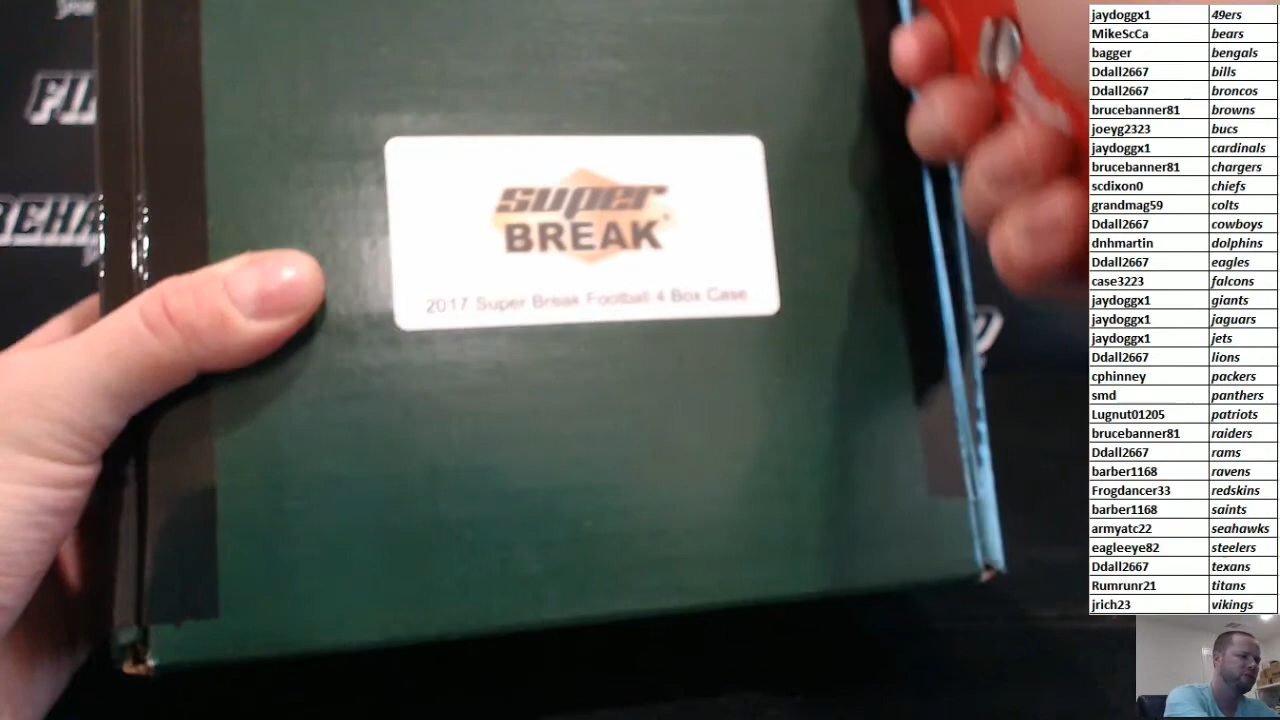 FI
REHA
super
BREAK
2017 Super Break Football 4 Box Case
jaydoggx1 49ers
MikeScCa bears
bagger bengals
Ddall2667 bills
Ddall2667 broncos
brucebanner81 browns
joeyg2323 bucs
jaydoggx1 cardinals
brucebanner81 chargers
scdixon0 chiefs
grandmag59 colts
Ddall2667 cowboys
dnhmartin dolphins
Ddall2667 eagles
case3223 falcons
jaydoggx1 giants
jaydoggx1 jaguars
jaydoggx1 jets
Ddall2667 lions
cphinney packers
smd panthers
Lugnut01205 patriots
brucebanner81 raiders
Ddall2667 rams
barber1168 ravens
Frogdancer33 redskins
barber1168 saints
armyatc22 seahawks
eagleeye82 steelers
Ddall2667 texans
Rumrunr21 titans
jrich23 vikings